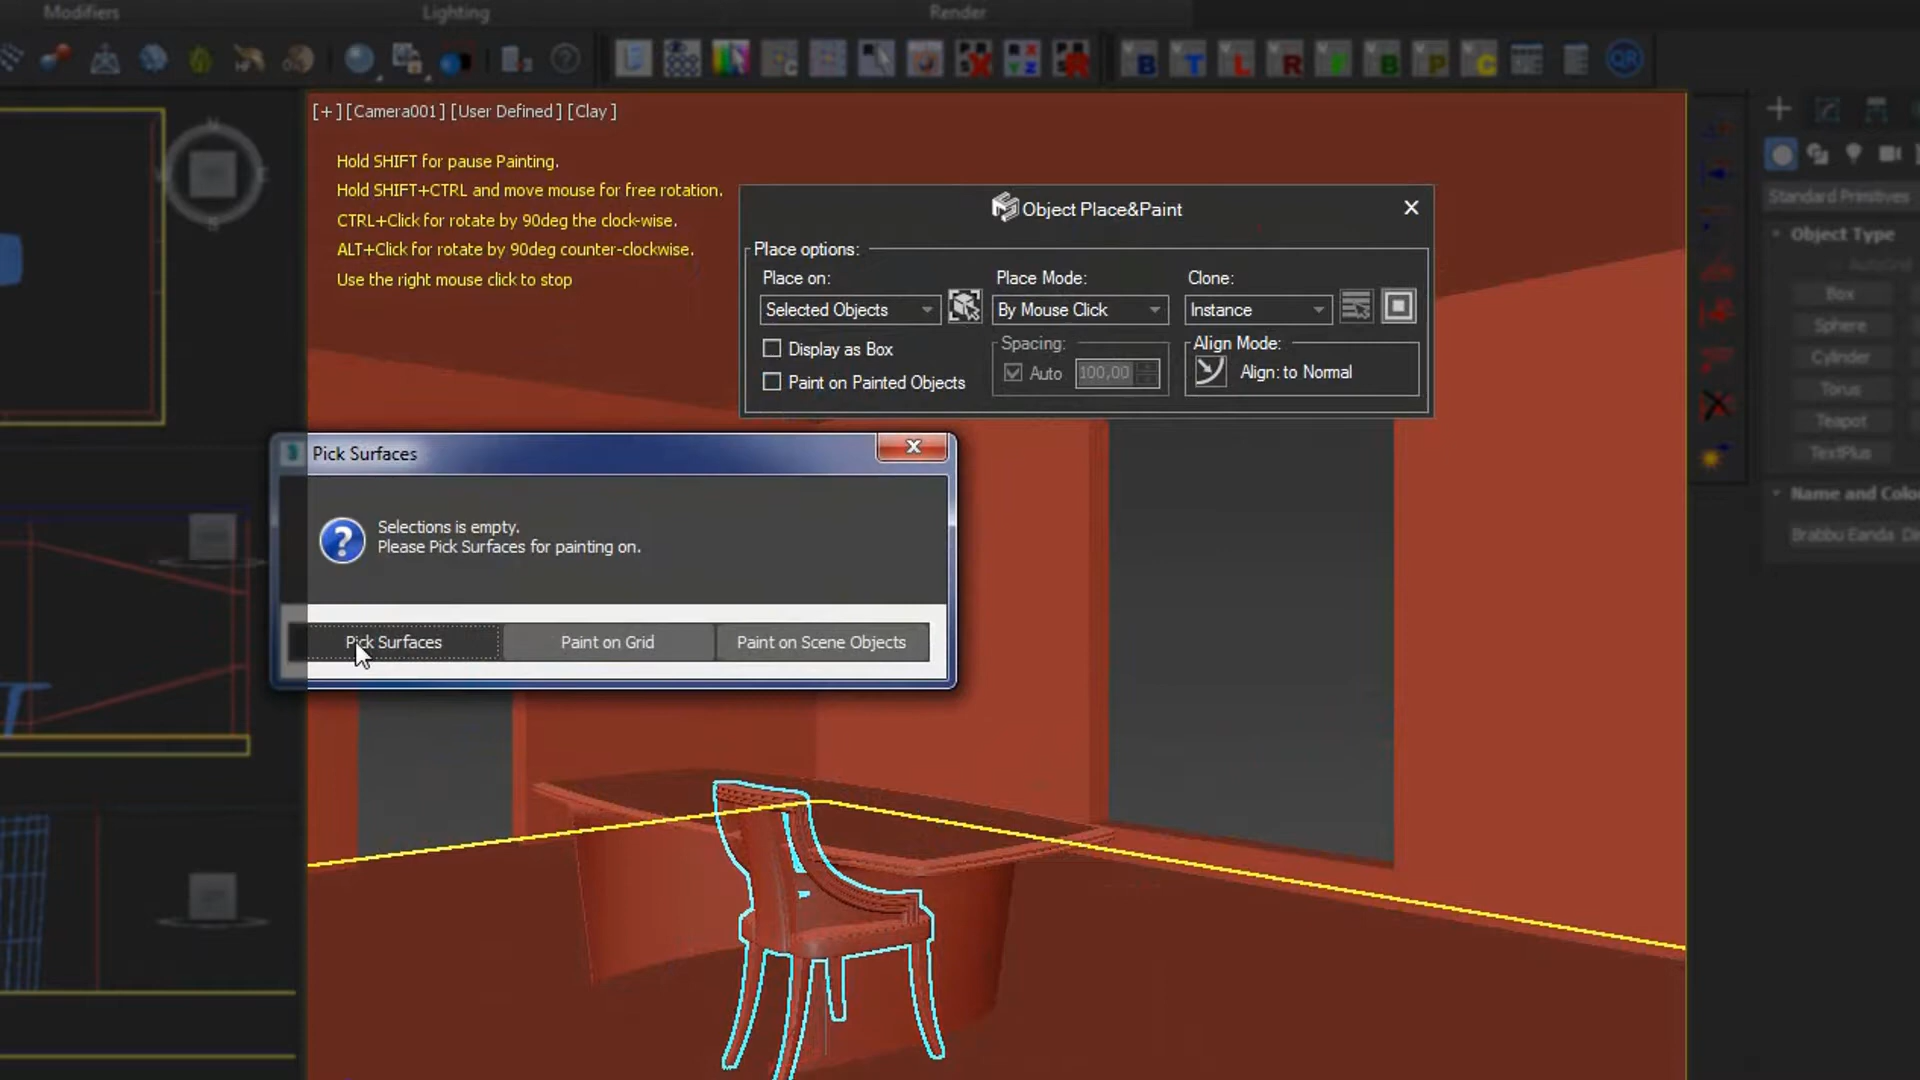 Modifiers
Lighting
Render
[+][Camera001][User Defined][Clay]
Hold SHIFT for pause Painting.
Hold SHIFT+CTRL and move mouse for free rotation.
CTRL+Click for rotate by 90deg the clock-wise.
ALT+Click for rotate by 90deg counter-clockwise.
Use the right mouse click to stop
Object Place&Paint
Place options:
Place on:
Place Mode:
Clone:
Selected Objects
By Mouse Click
Instance
Display as Box
Spacing:
Align Mode:
Auto
100,00
Align: to Normal
Paint on Painted Objects
Pick Surfaces
Selections is empty.
Please Pick Surfaces for painting on.
Pick Surfaces
Paint on Grid
Paint on Scene Objects
Standard Primitives
Object Type
AutoGrid
Box
Sphere
Cylinder
Torus
Teapot
TextPlus
Name and Colo
Brabbu Eanda